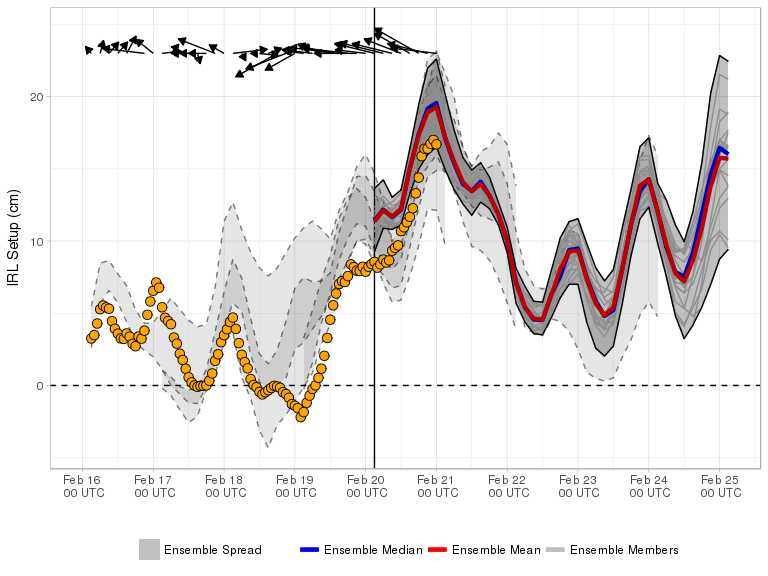 20
10
0
IRL Setup (cm)
Feb 16 Feb 17 Feb 18 Feb 19 Feb 20 Feb 21 Feb 22 Feb 23 Feb 24 Feb 25
00 UTC 00 UTC 00 UTC 00 UTC 00 UTC 00 UTC 00 UTC 00 UTC 00 UTC 00 UTC
Ensemble Spread Ensemble Median Ensemble Mean Ensemble Members